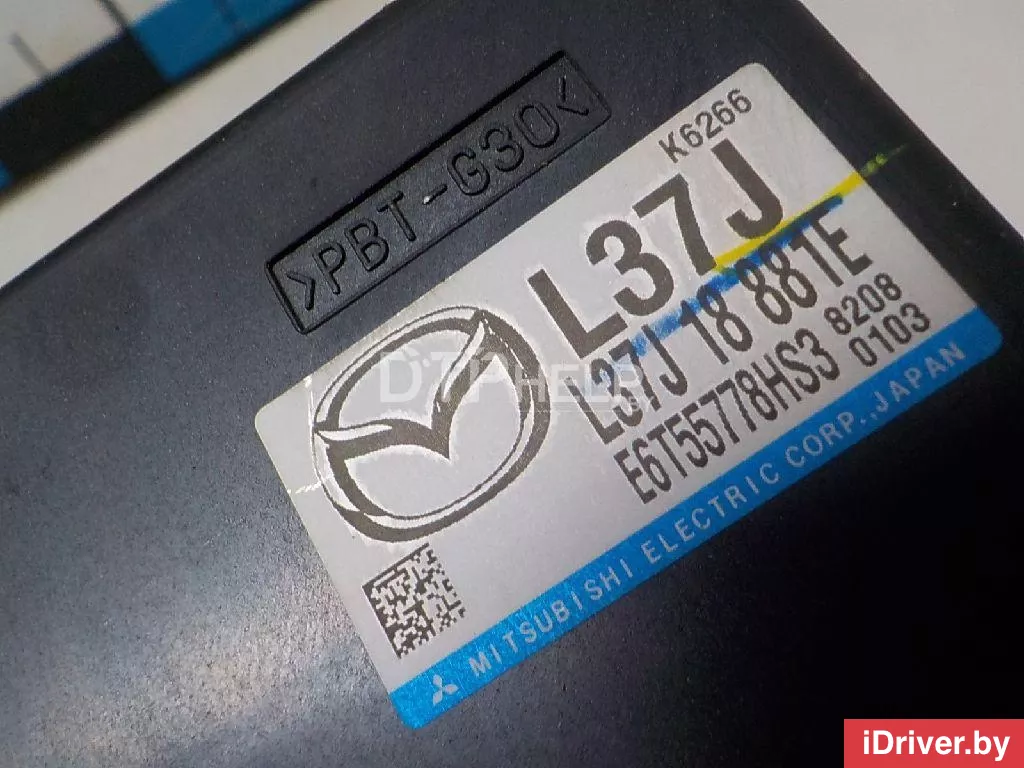 >PBT-G30<
K6266
L37J
L37J 18 881E
E6T55778HS3 8208 0103
MITSUBISHI ELECTRIC CORP.,JAPAN
DTPHELP
iDriver.by